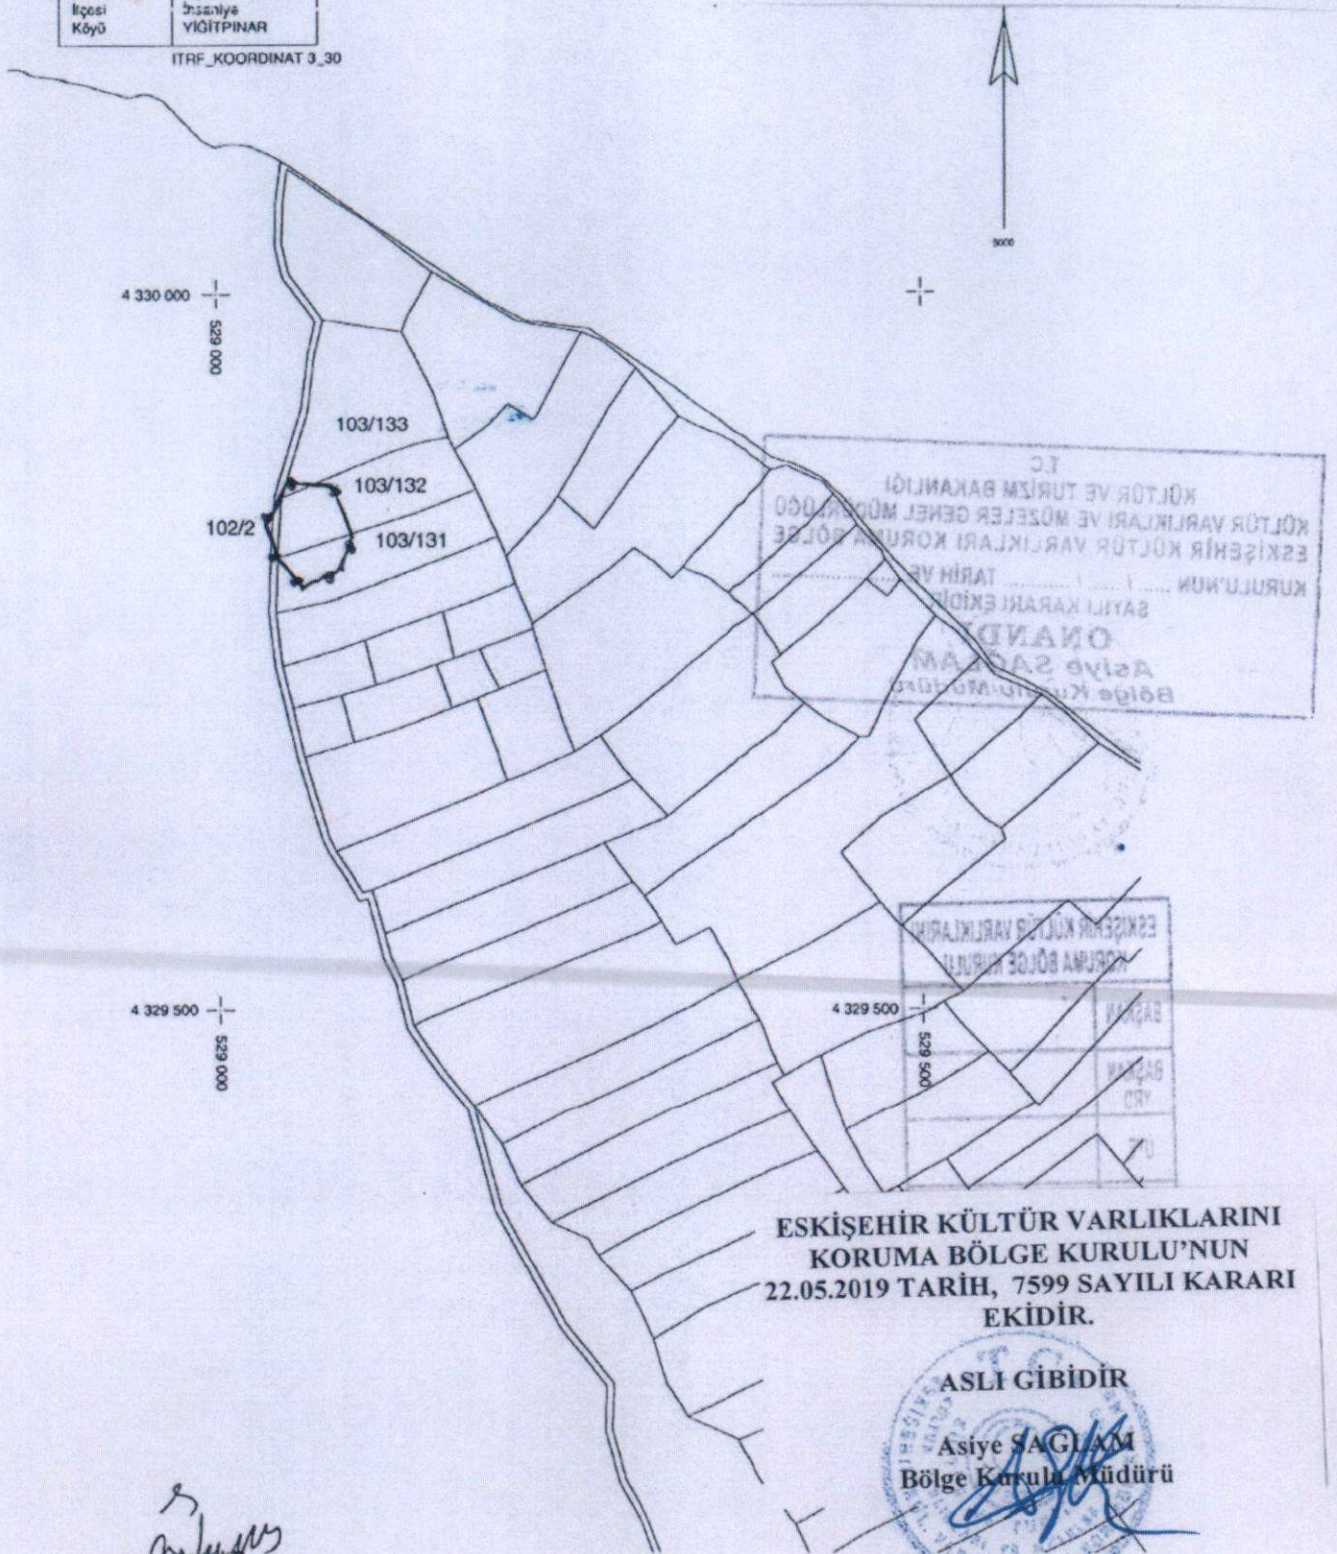 İlçesi İhsaniye
Köyü YİĞİTPINAR
ITRF_KOORDINAT 3_30
5000
4 330 000
529 000
103/133
103/132
102/2
103/131
T.C.
KÜLTÜR VE TURİZM BAKANLIĞI
KÜLTÜR VARLIKLARI VE MÜZELER GENEL MÜDÜRLÜĞÜ
ESKİŞEHİR KÜLTÜR VARLIKLARI KORUMA BÖLGE
KURULU'NUN ...... / ...... / ............ TARİH VE ..................
SAYILI KARARI EKİDİR
ONANDI
Asiye SAĞLAM
Bölge Kurulu Müdürü
ESKİŞEHİR KÜLTÜR VARLIKLARINI
KORUMA BÖLGE KURULU
BAŞKAN
BAŞKAN
YRD
ÜYE
4 329 500
529 000
4 329 500
529 500
ESKİŞEHİR KÜLTÜR VARLIKLARINI
KORUMA BÖLGE KURULU'NUN
22.05.2019 TARİH, 7599 SAYILI KARARI
EKİDİR.
ASLI GİBİDİR
Asiye SAĞLAM
Bölge Kurulu Müdürü
T.C.